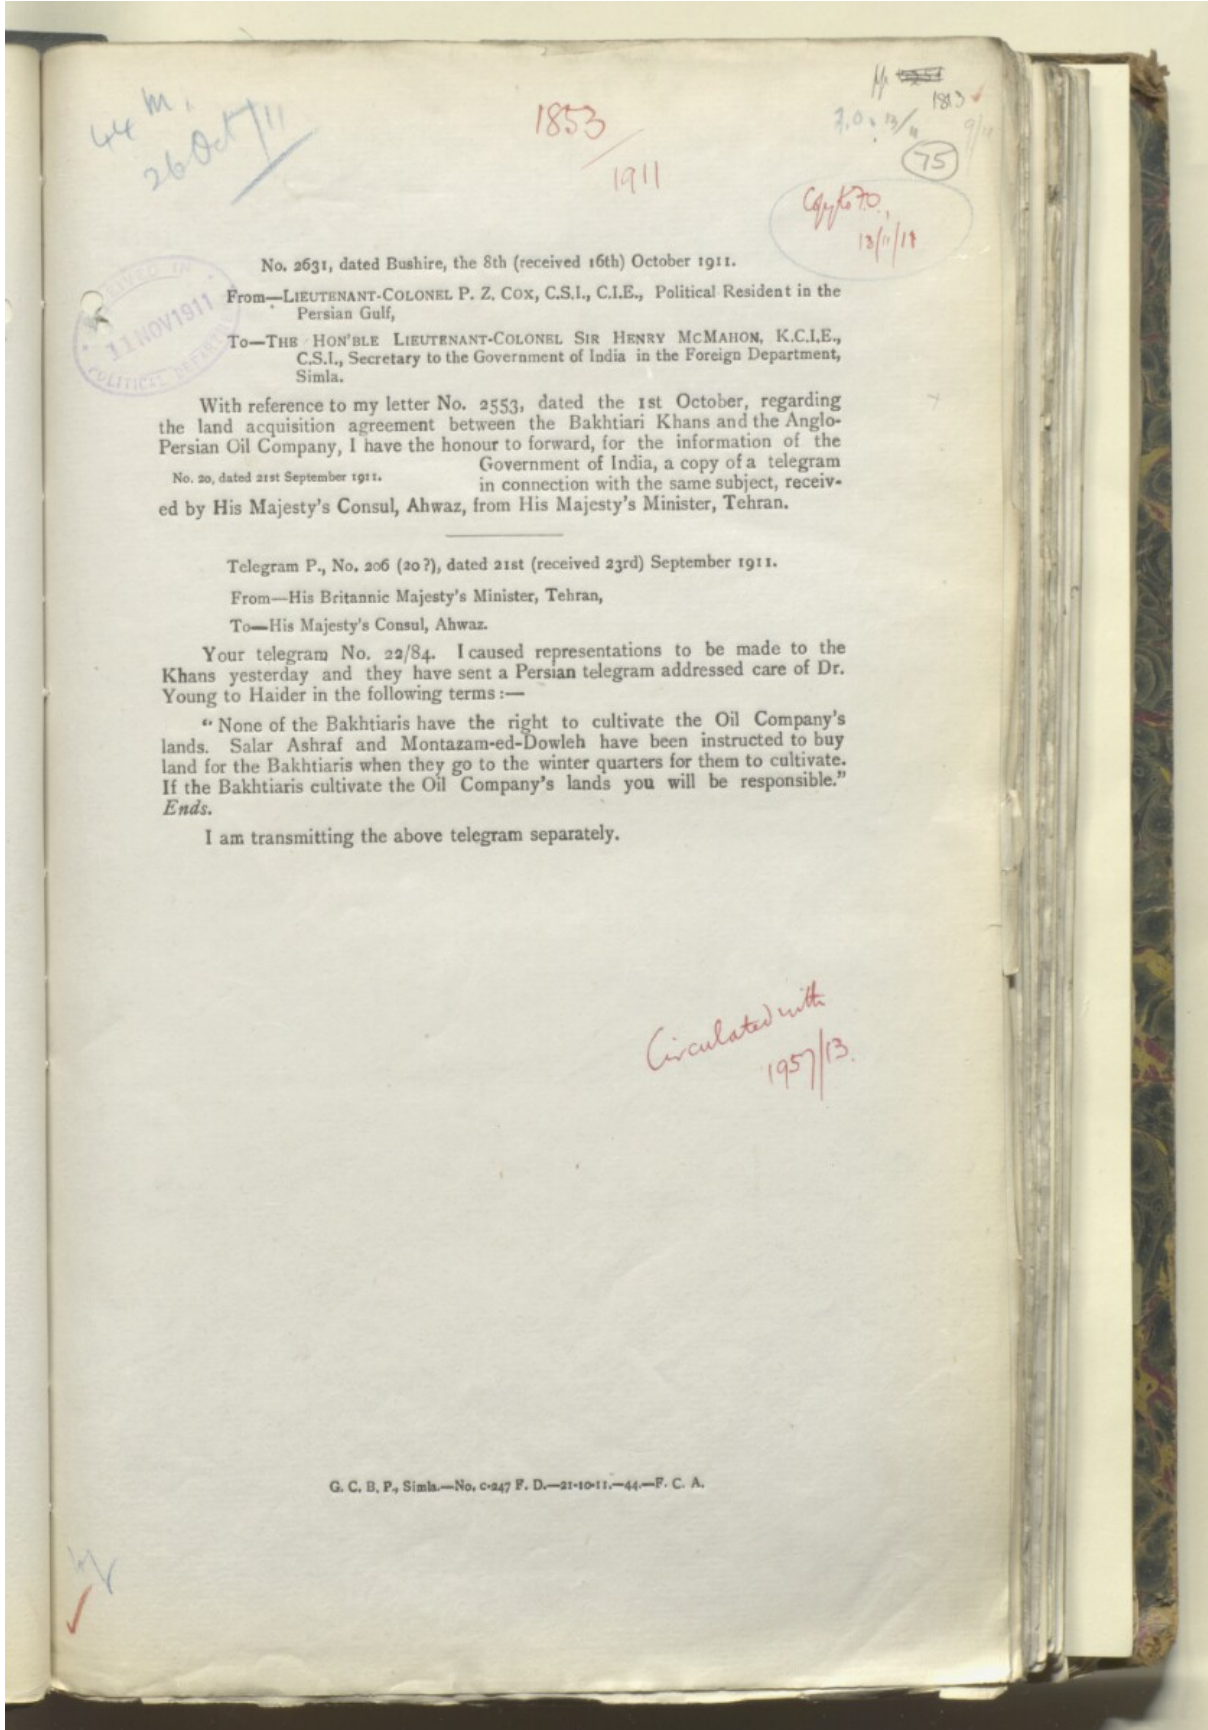 44 M.
26 Oct/11
1853
1911
1813
F.O. 13/11
9/11
75
Copy to F.O.
13/11/11
No. 2631, dated Bushire, the 8th (received 16th) October 1911.
RECEIVED IN
11 NOV 1911
POLITICAL DEPARTMENT
From—LIEUTENANT-COLONEL P. Z. COX, C.S.I., C.I.E., Political Resident in the
Persian Gulf,
To—THE HON'BLE LIEUTENANT-COLONEL SIR HENRY MCMAHON, K.C.I.E.,
C.S.I., Secretary to the Government of India in the Foreign Department,
Simla.
With reference to my letter No. 2553, dated the 1st October, regarding
the land acquisition agreement between the Bakhtiari Khans and the Anglo-
Persian Oil Company, I have the honour to forward, for the information of the
Government of India, a copy of a telegram
No. 20, dated 21st September 1911.
in connection with the same subject, receiv-
ed by His Majesty's Consul, Ahwaz, from His Majesty's Minister, Tehran.
Telegram P., No. 206 (20?), dated 21st (received 23rd) September 1911.
From—His Britannic Majesty's Minister, Tehran,
To—His Majesty's Consul, Ahwaz.
Your telegram No. 22/84. I caused representations to be made to the
Khans yesterday and they have sent a Persian telegram addressed care of Dr.
Young to Haider in the following terms:—
"None of the Bakhtiaris have the right to cultivate the Oil Company's
lands. Salar Ashraf and Montazam-ed-Dowleh have been instructed to buy
land for the Bakhtiaris when they go to the winter quarters for them to cultivate.
If the Bakhtiaris cultivate the Oil Company's lands you will be responsible."
Ends.
I am transmitting the above telegram separately.
Circulated with
1957/13.
G. C. B. P., Simla.—No. C-247 F. D.—21-10-11.—44.—F. C. A.